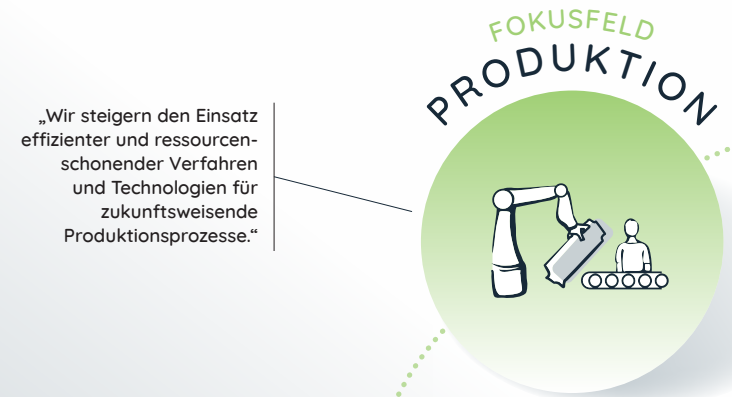 FOKUSFELD
PRODUKTION
„Wir steigern den Einsatz
effizienter und ressourcen-
schonender Verfahren
und Technologien für
zukunftsweisende
Produktionsprozesse.“